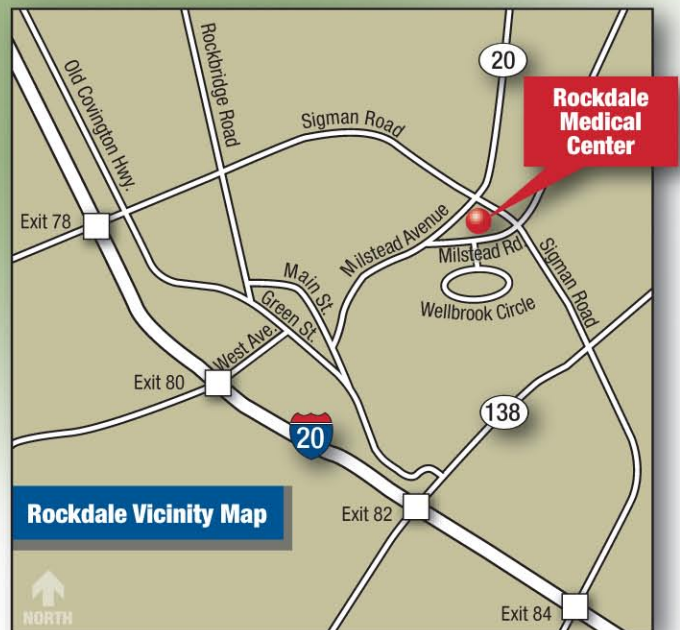 20
Rockdale
Medical
Center
Old Covington Hwy.
Rockbridge Road
Sigman Road
Exit 78
Milstead Avenue
Milstead Rd.
Sigman Road
Main St.
Green St.
Wellbrook Circle
West Ave.
Exit 80
138
20
Rockdale Vicinity Map
Exit 82
Exit 84
NORTH